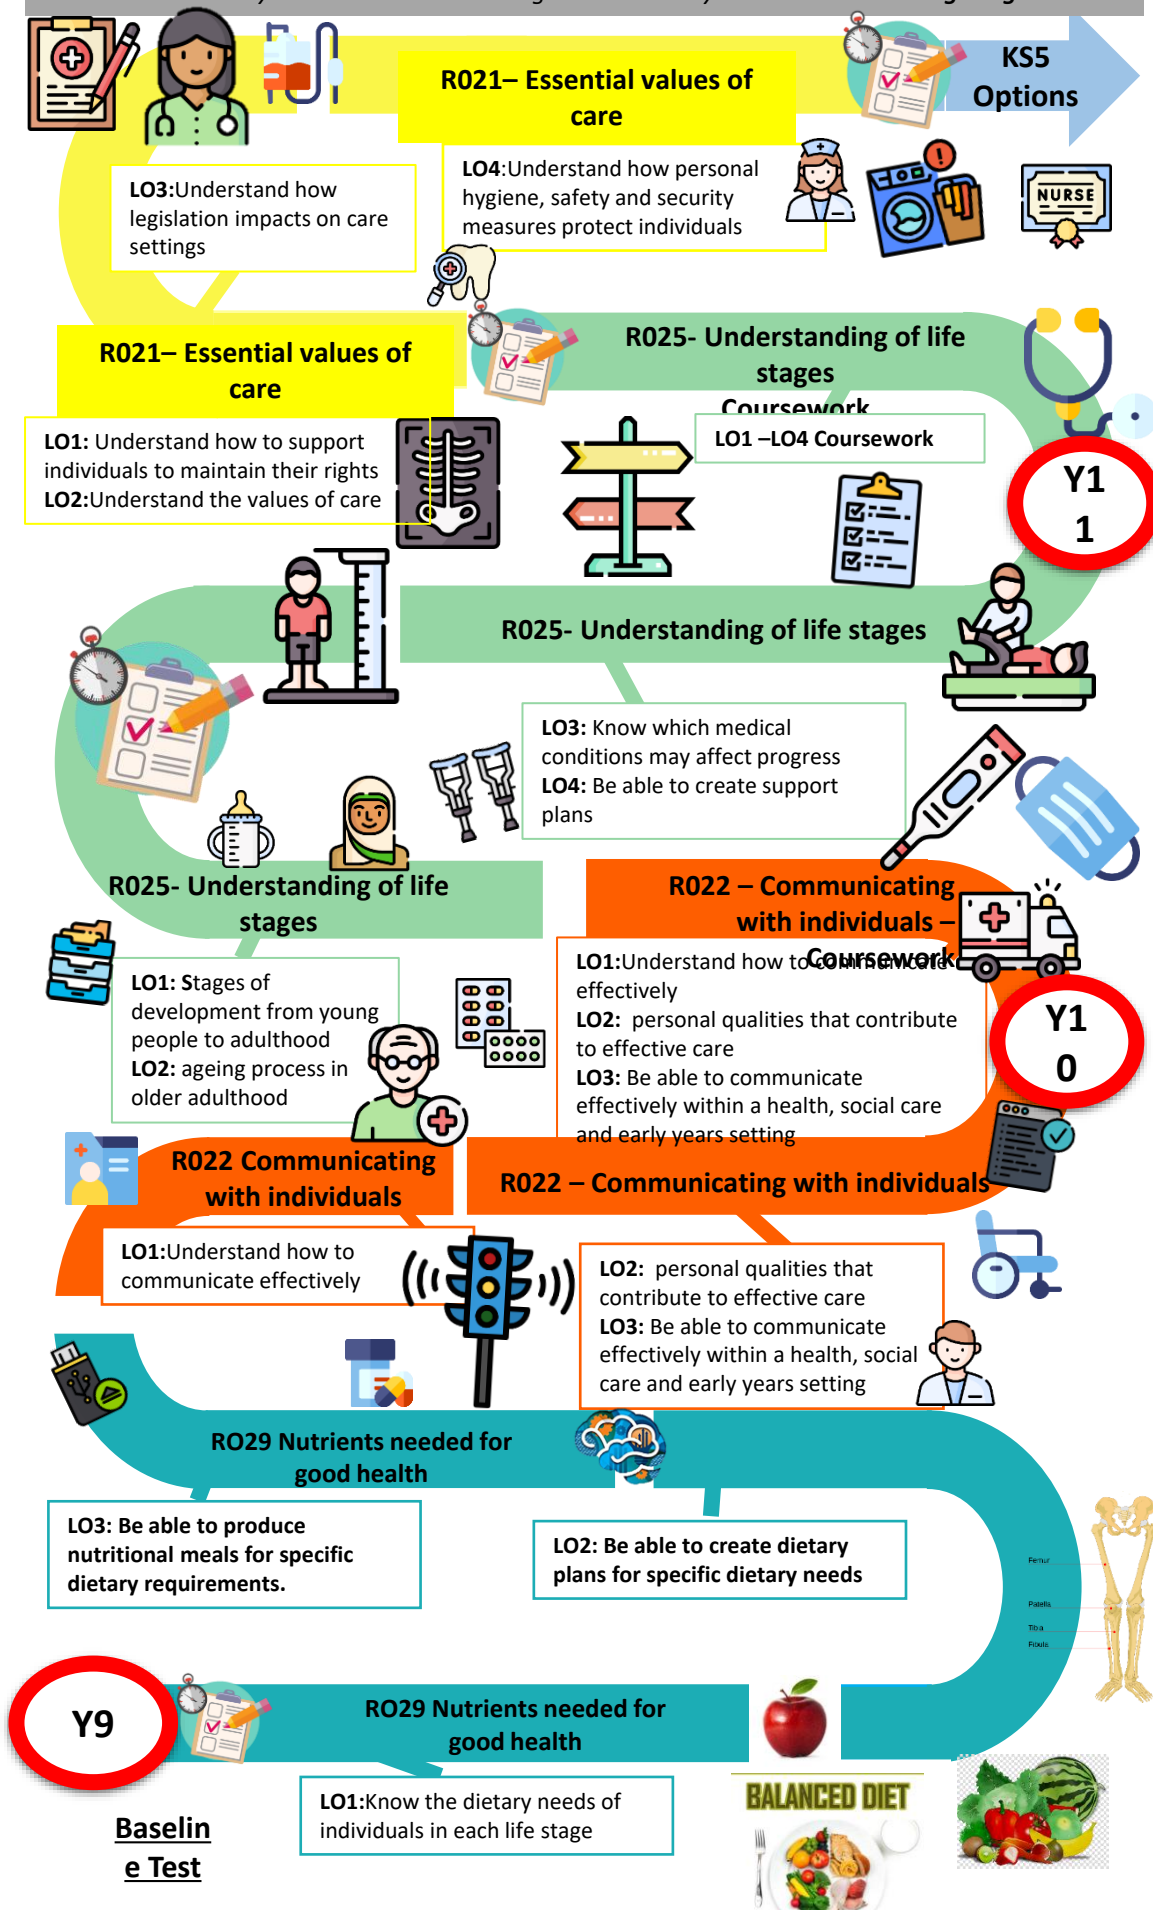 KS5
Options
R021– Essential values of
care
LO3:Understand how
legislation impacts on care
settings
LO4:Understand how personal
hygiene, safety and security
measures protect individuals
NURSE
R021– Essential values of
care
LO1: Understand how to support
individuals to maintain their rights
LO2:Understand the values of care
R025- Understanding of life
stages
Coursework
LO1 –LO4 Coursework
Y1
1
R025- Understanding of life stages
LO3: Know which medical
conditions may affect progress
LO4: Be able to create support
plans
R025- Understanding of life
stages
LO1: Stages of
development from young
people to adulthood
LO2: ageing process in
older adulthood
R022 – Communicating
with individuals –
Coursework
LO1:Understand how to communicate
effectively
LO2: personal qualities that contribute
to effective care
LO3: Be able to communicate
effectively within a health, social care
and early years setting
Y1
0
R022 Communicating
with individuals
R022 – Communicating with individuals
LO1:Understand how to
communicate effectively
LO2: personal qualities that
contribute to effective care
LO3: Be able to communicate
effectively within a health, social
care and early years setting
RO29 Nutrients needed for
good health
LO3: Be able to produce
nutritional meals for specific
dietary requirements.
LO2: Be able to create dietary
plans for specific dietary needs
Femur
Patella
Tibia
Fibula
Y9
RO29 Nutrients needed for
good health
LO1:Know the dietary needs of
individuals in each life stage
Baselin
e Test
BALANCED DIET